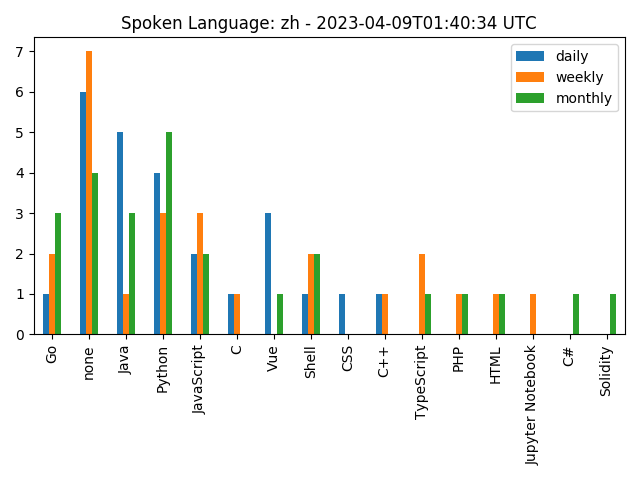 Spoken Language: zh - 2023-04-09T01:40:34 UTC
daily
weekly
monthly
7
6
5
4
3
2
1
0
Go
none
Java
Python
JavaScript
C
Vue
Shell
CSS
C++
TypeScript
PHP
HTML
Jupyter Notebook
C#
Solidity